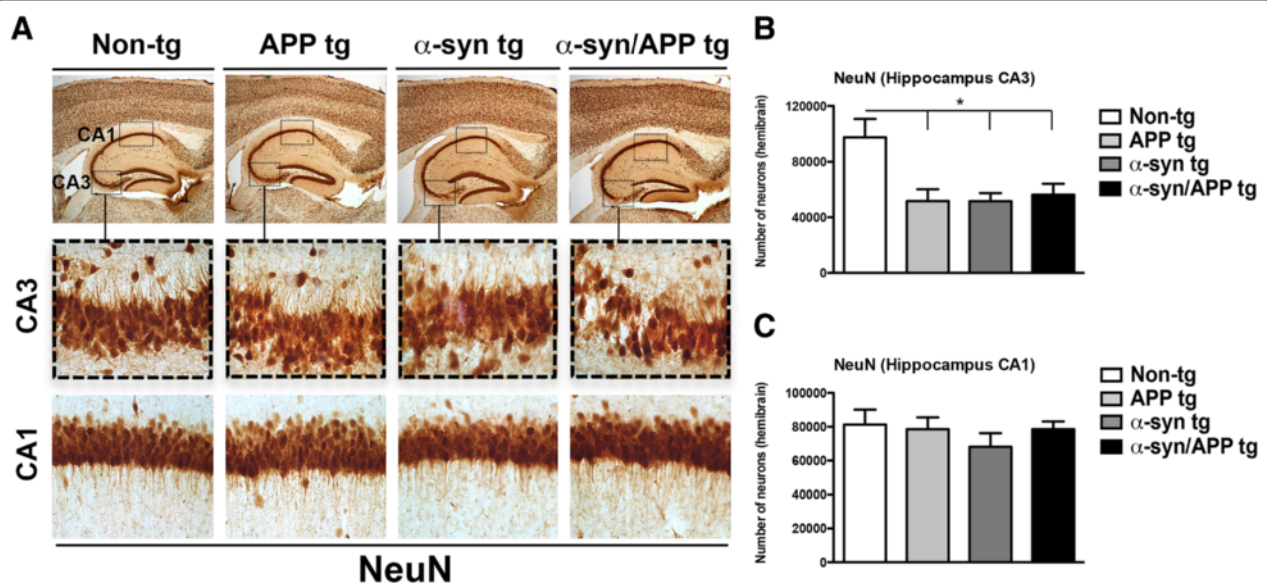 A
Non-tg
APP tg
α-syn tg
α-syn/APP tg
CA1
CA3
CA3
CA1
NeuN
B
NeuN (Hippocampus CA3)
Number of neurons (hemibrain)
120000
80000
40000
0
*
Non-tg
APP tg
α-syn tg
α-syn/APP tg
C
NeuN (Hippocampus CA1)
Number of neurons (hemibrain)
100000
80000
60000
40000
20000
0
Non-tg
APP tg
α-syn tg
α-syn/APP tg